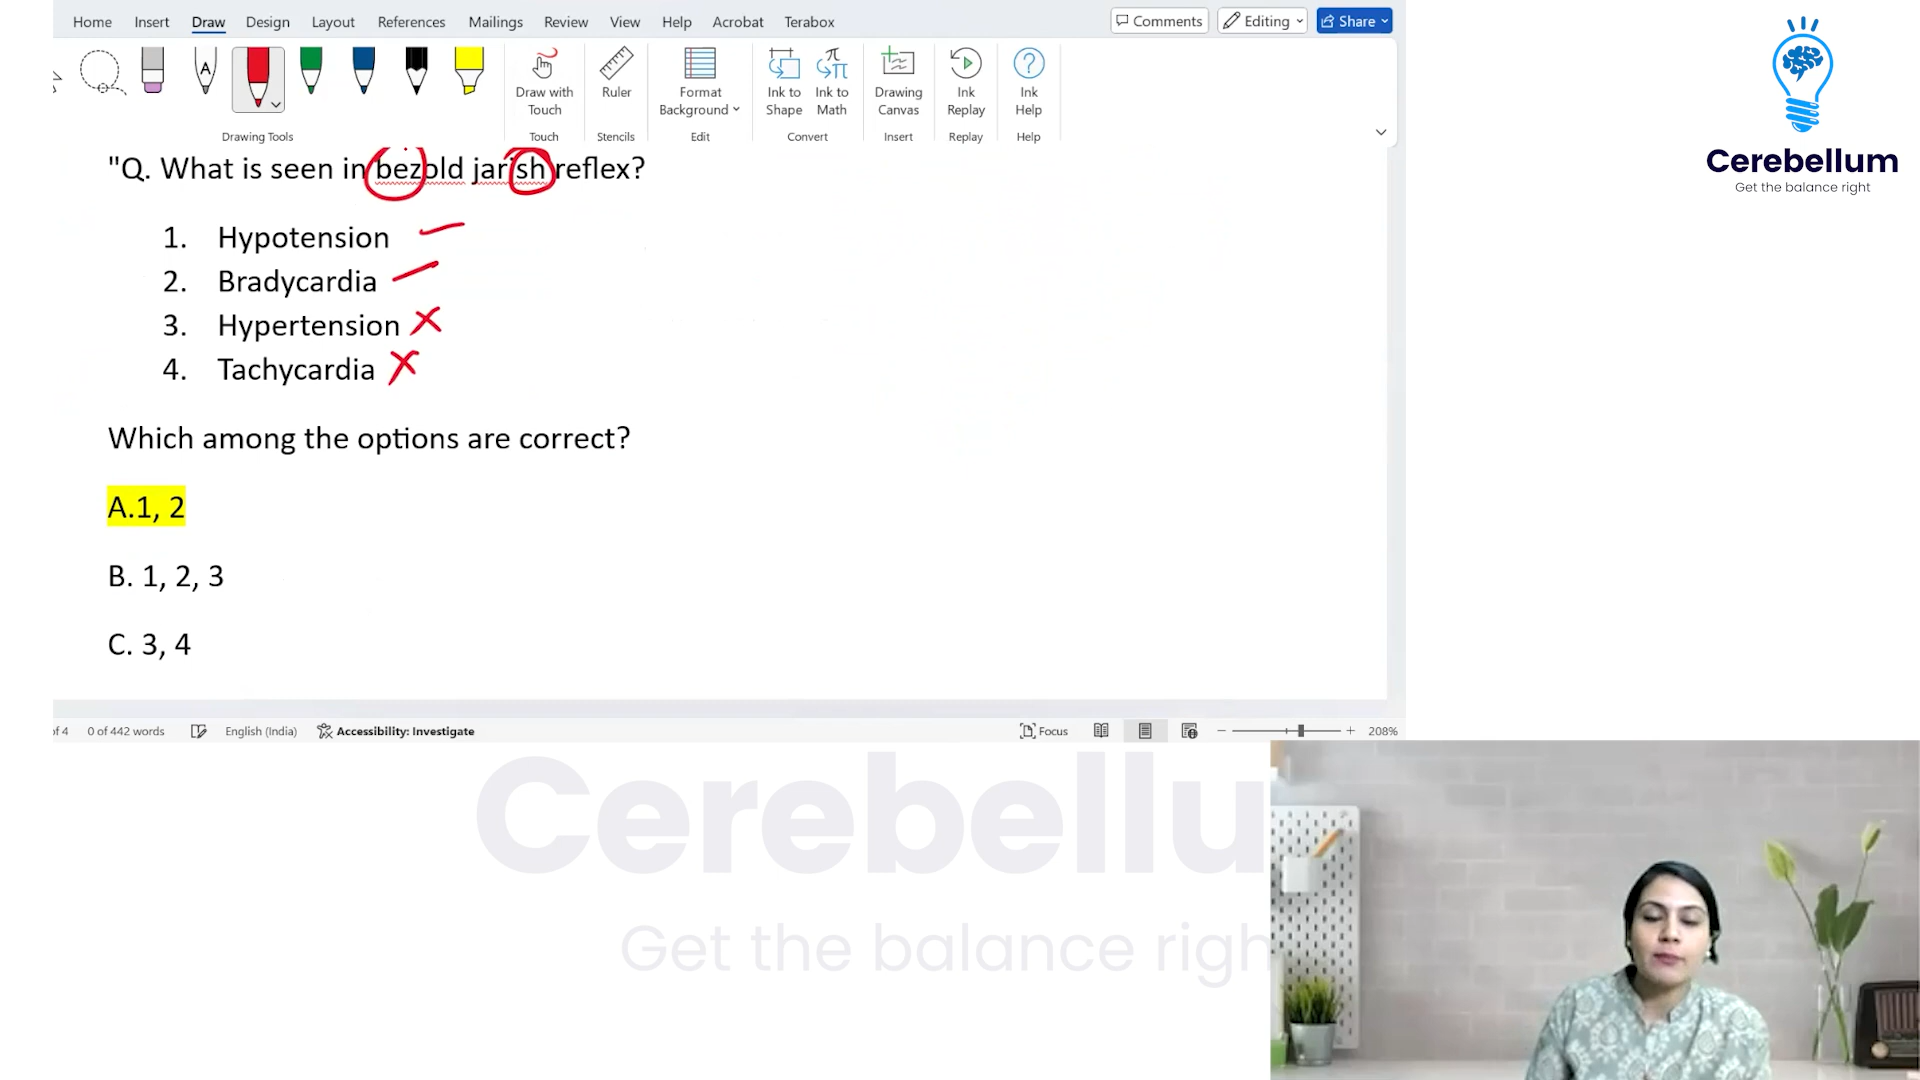 Home Insert Draw Design Layout References Mailings Review View Help Acrobat Terabox Comments Editing Share
A
Draw with Touch
Ruler
Format Background
Ink to Shape
Ink to Math
Drawing Canvas
Ink Replay
Ink Help
Drawing Tools Touch Stencils Edit Convert Insert Replay Help
Cerebellum
Get the balance right
"Q. What is seen in bezold jarish reflex?
1. Hypotension
2. Bradycardia
3. Hypertension
4. Tachycardia
Which among the options are correct?
A.1, 2
B. 1, 2, 3
C. 3, 4
of 4 0 of 442 words English (India) Accessibility: Investigate Focus 208%
Cerebellu
Get the balance righ